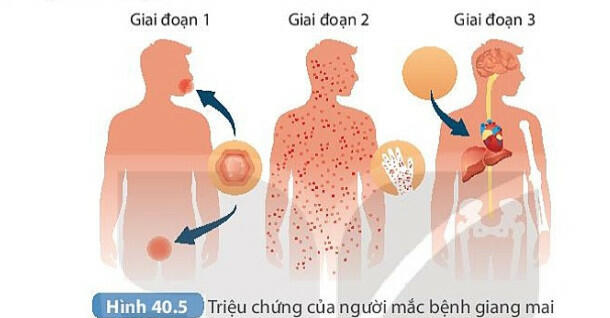 Giai đoạn 1
Giai đoạn 2
Giai đoạn 3
Hình 40.5 Triệu chứng của người mắc bệnh giang mai